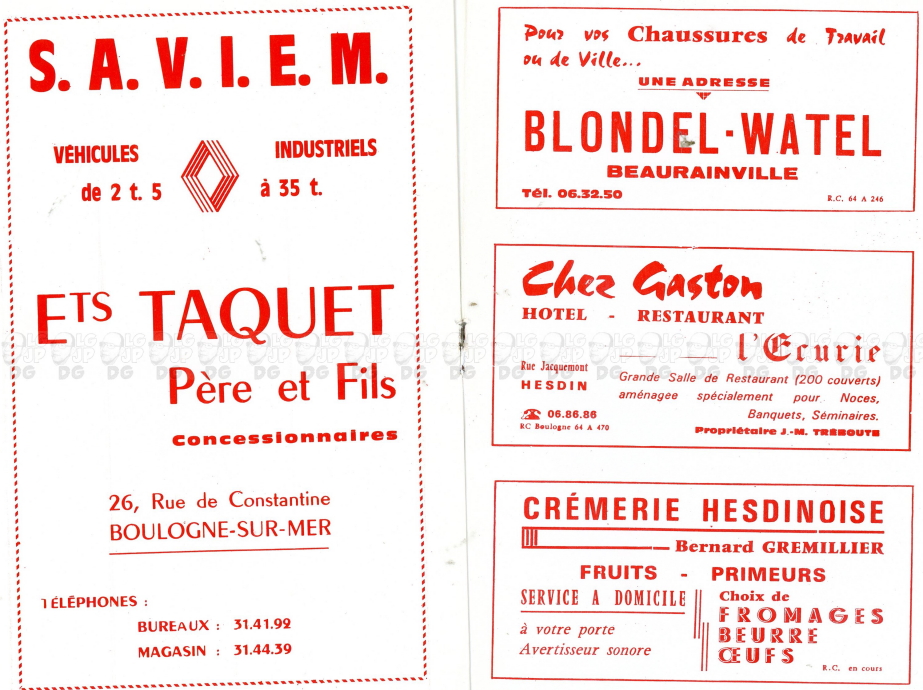 S. A. V. I. E. M.
VÉHICULES INDUSTRIELS
de 2 t. 5 à 35 t.
ETS TAQUET
Père et Fils
concessionnaires
26, Rue de Constantine
BOULOGNE-SUR-MER
TÉLÉPHONES :
BUREAUX : 31.41.92
MAGASIN : 31.44.39
Pour vos Chaussures de Travail
ou de Ville...
UNE ADRESSE
BLONDEL-WATEL
BEAURAINVILLE
Tél. 06.32.50
R.C. 64 A 246
Chez Gaston
HOTEL - RESTAURANT
l'Ecurie
Rue Jacquemont
HESDIN
☎ 06.86.86
RC Boulogne 64 A 470
Grande Salle de Restaurant (200 couverts)
aménagee spécialement pour Noces,
Banquets, Séminaires.
Propriétaire J.-M. TRÉBOUTE
CRÉMERIE HESDINOISE
Bernard GREMILLIER
FRUITS - PRIMEURS
SERVICE A DOMICILE
à votre porte
Avertisseur sonore
Choix de
FROMAGES
BEURRE
ŒUFS
R.C. en cours